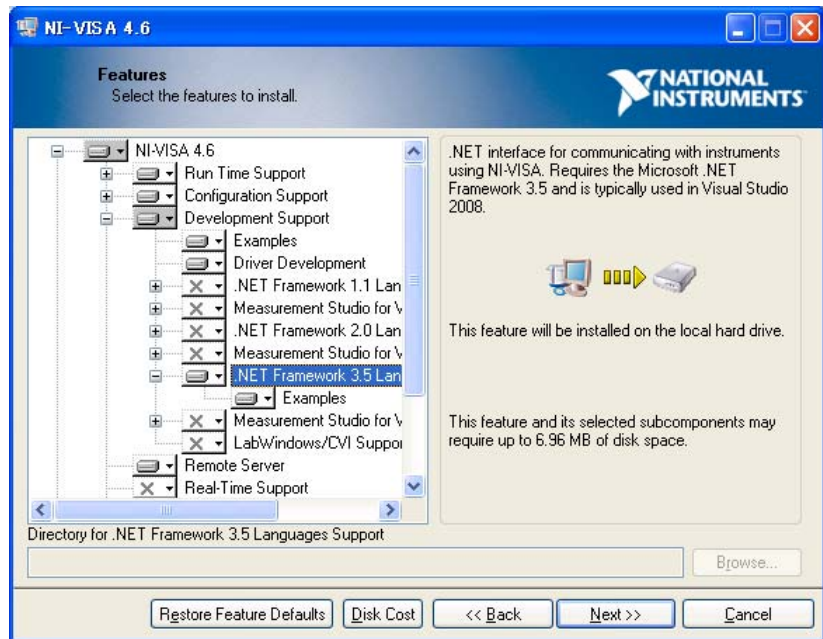 NI-VISA 4.6
Features
Select the features to install.
NATIONAL
INSTRUMENTS
NI-VISA 4.6
Run Time Support
Configuration Support
Development Support
Examples
Driver Development
.NET Framework 1.1 Lan
Measurement Studio for V
.NET Framework 2.0 Lan
Measurement Studio for V
.NET Framework 3.5 Lan
Examples
Measurement Studio for V
LabWindows/CVI Suppor
Remote Server
Real-Time Support
.NET interface for communicating with instruments
using NI-VISA. Requires the Microsoft .NET
Framework 3.5 and is typically used in Visual Studio
2008.
This feature will be installed on the local hard drive.
This feature and its selected subcomponents may
require up to 6.96 MB of disk space.
Directory for .NET Framework 3.5 Languages Support
Browse...
Restore Feature Defaults
Disk Cost
<< Back
Next >>
Cancel